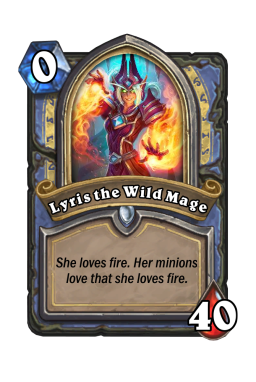 0
Lyris the Wild Mage
She loves fire. Her minions
love that she loves fire.
40